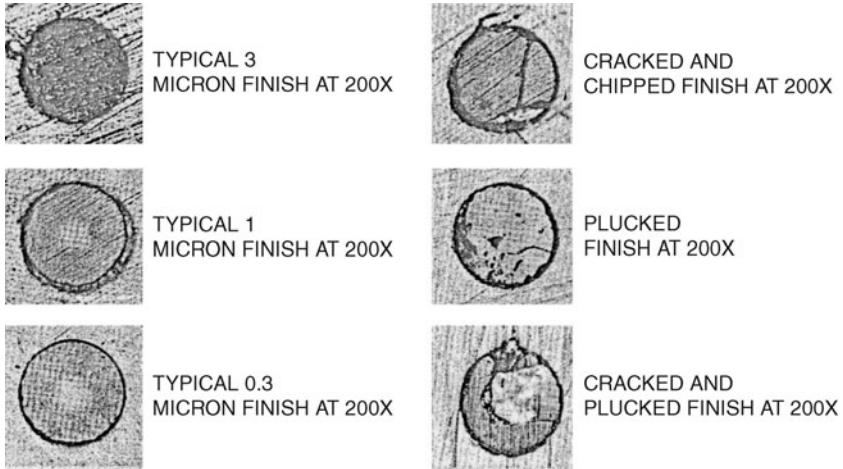 TYPICAL 3
MICRON FINISH AT 200X
CRACKED AND
CHIPPED FINISH AT 200X
TYPICAL 1
MICRON FINISH AT 200X
PLUCKED
FINISH AT 200X
TYPICAL 0.3
MICRON FINISH AT 200X
CRACKED AND
PLUCKED FINISH AT 200X